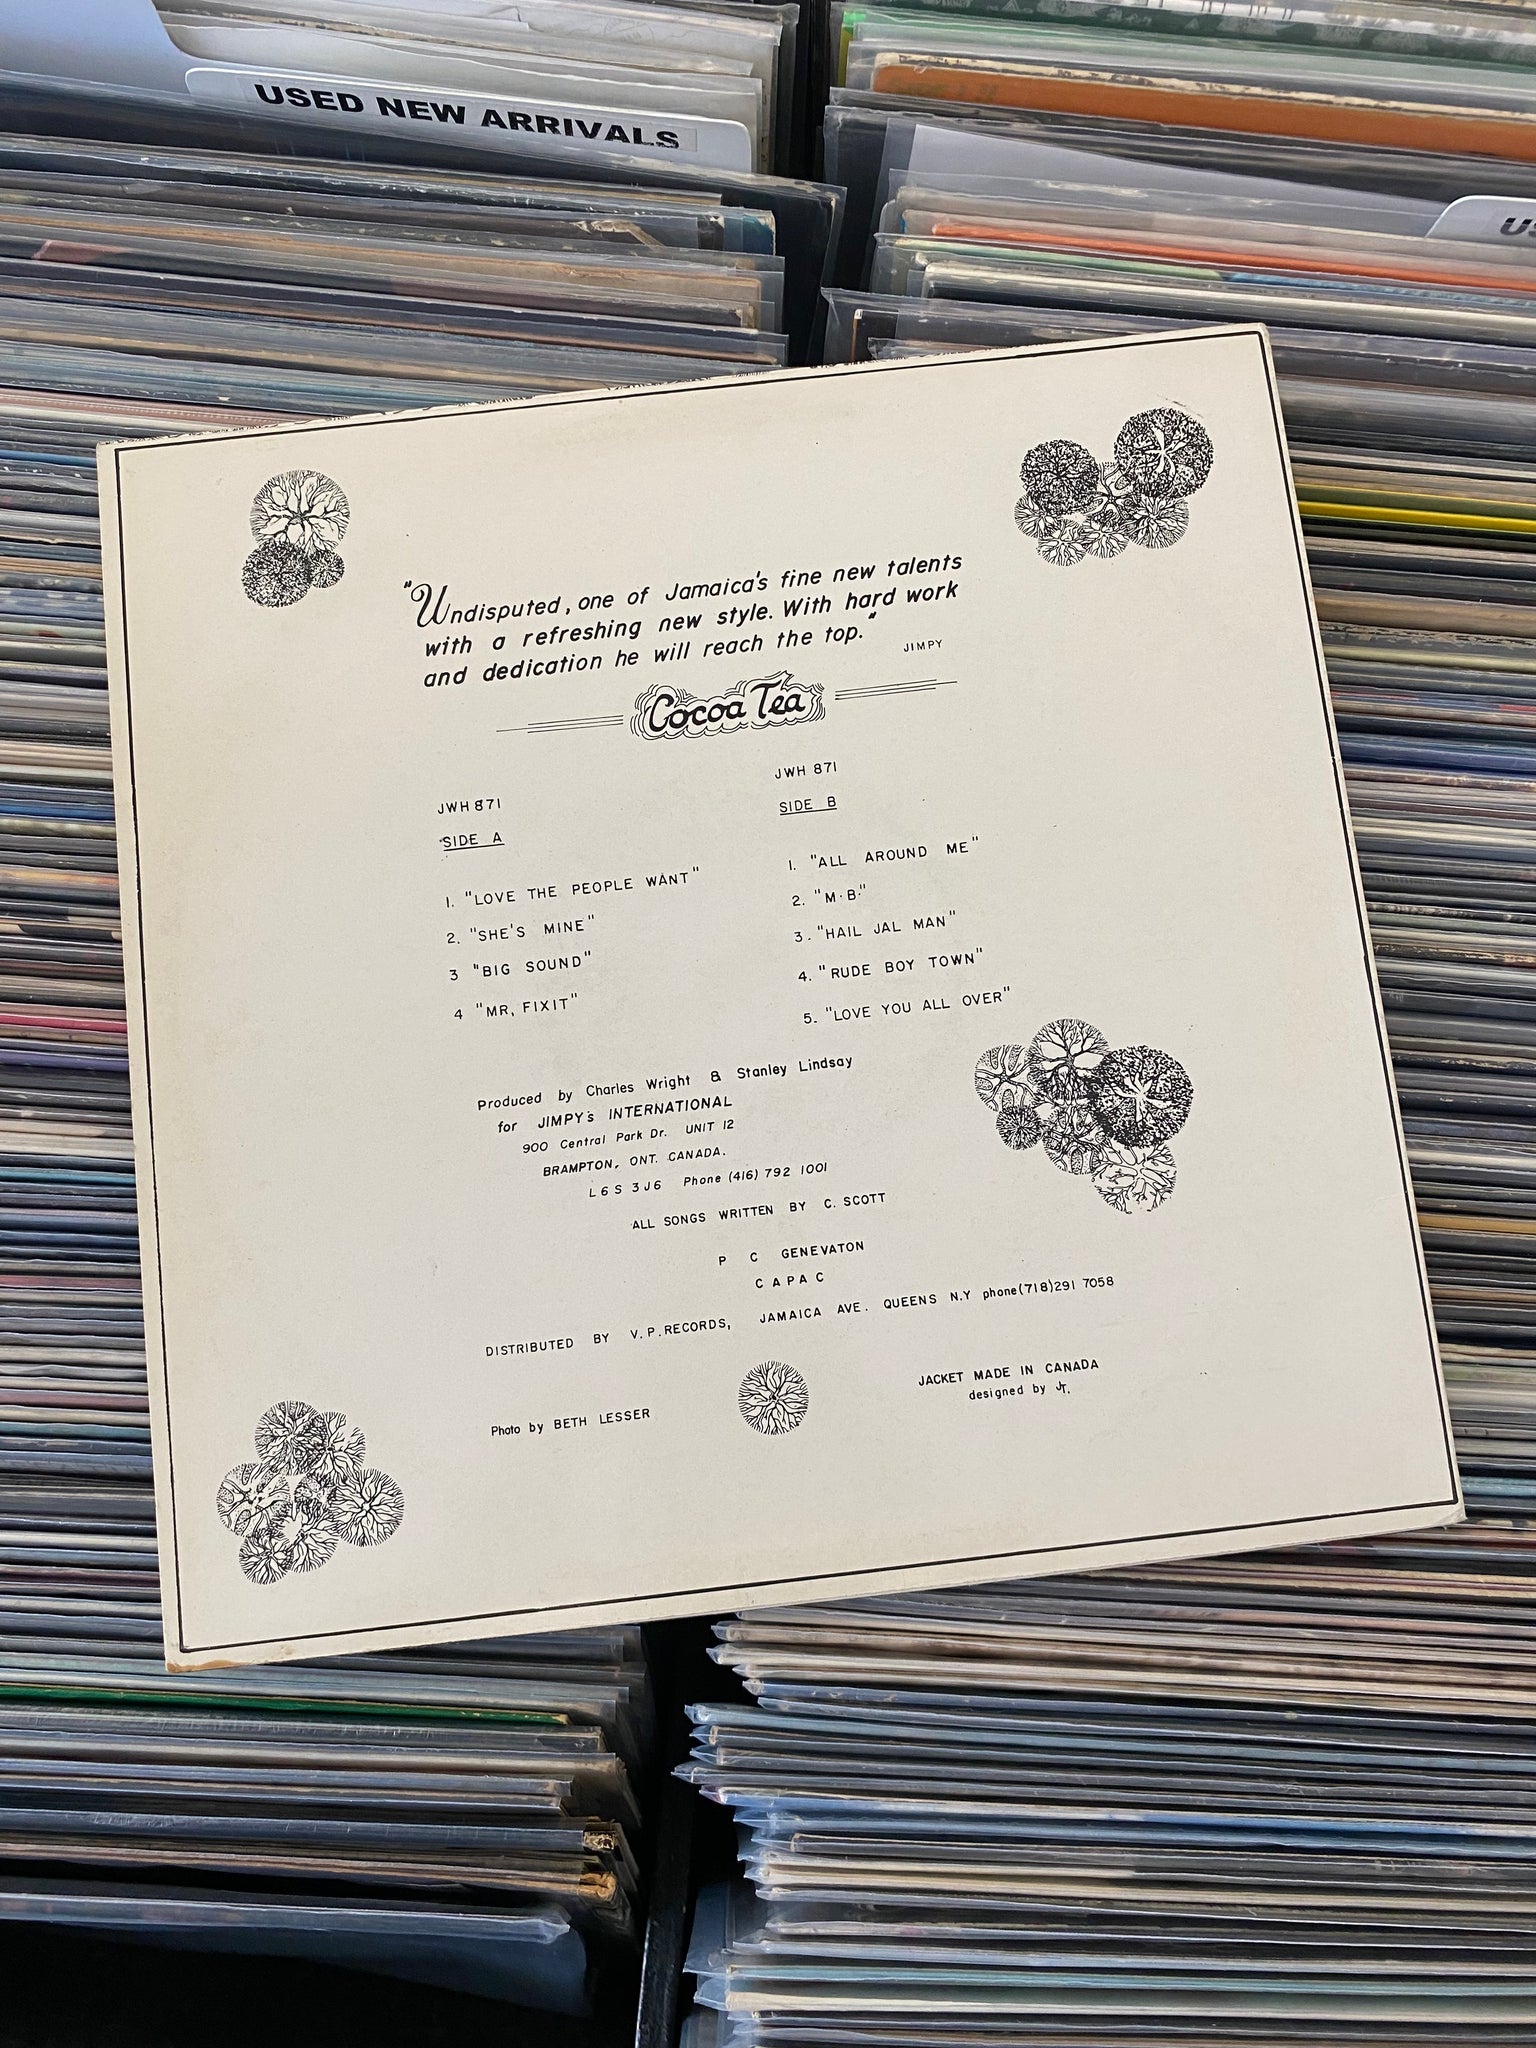 USED NEW ARRIVALS
"Undisputed, one of Jamaica's fine new talents
with a refreshing new style. With hard work
and dedication he will reach the top."
JIMPY
Cocoa Tea
JWH 871
SIDE A
1. "LOVE THE PEOPLE WANT"
2. "SHE'S MINE"
3 "BIG SOUND"
4 "MR, FIXIT"
JWH 871
SIDE B
1. "ALL AROUND ME"
2. "M·B·"
3. "HAIL JAL MAN"
4. "RUDE BOY TOWN"
5. "LOVE YOU ALL OVER"
Produced by Charles Wright & Stanley Lindsay
for JIMPY's INTERNATIONAL
900 Central Park Dr. UNIT 12
BRAMPTON, ONT. CANADA.
L6S 3J6 Phone (416) 792 1001
ALL SONGS WRITTEN BY C. SCOTT
P C GENEVATON
CAPAC
DISTRIBUTED BY V.P.RECORDS, JAMAICA AVE. QUEENS N.Y phone(718)291 7058
Photo by BETH LESSER
JACKET MADE IN CANADA
designed by JT.